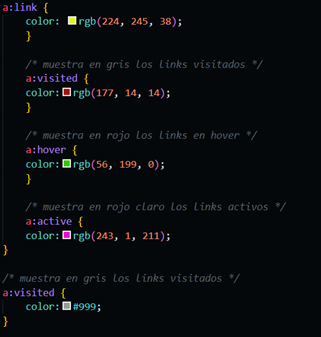 a:link {
color: rgb(224, 245, 38);
}
/* muestra en gris los links visitados */
a:visited {
color: rgb(177, 14, 14);
}
/* muestra en rojo los links en hover */
a:hover {
color: rgb(56, 199, 0);
}
/* muestra en rojo claro los links activos */
a:active {
color: rgb(243, 1, 211);
}
}
/* muestra en gris los links visitados */
a:visited {
color: #999;
}